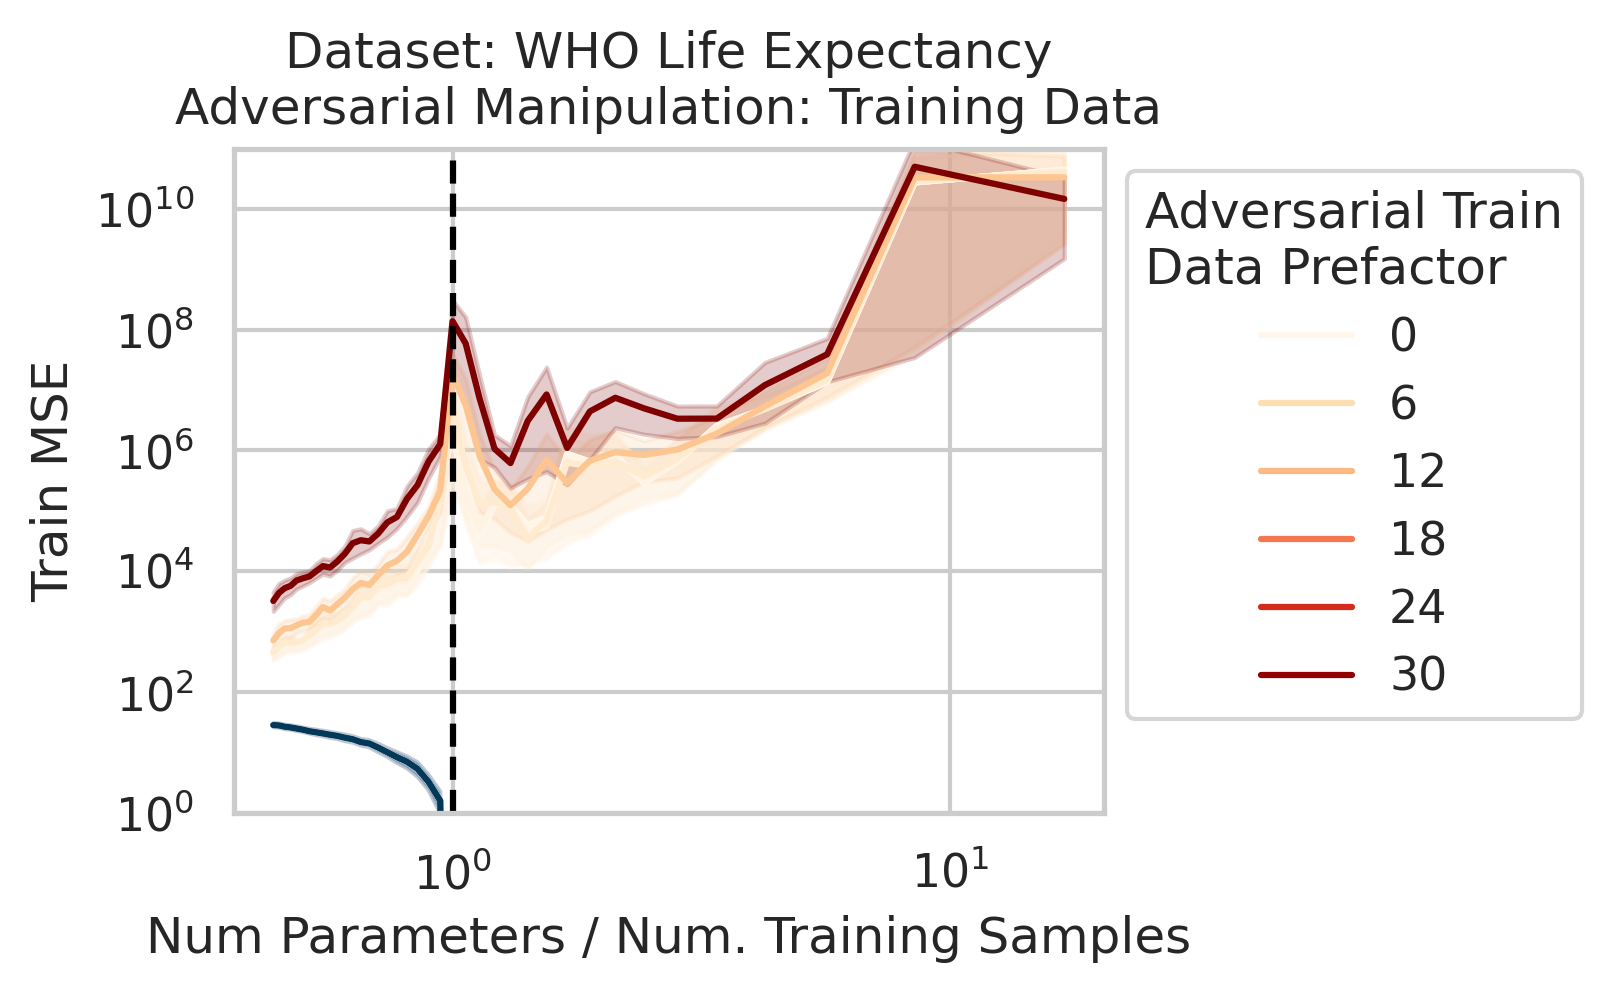 Dataset: WHO Life Expectancy
Adversarial Manipulation: Training Data
Train MSE
10^10
10^8
10^6
10^4
10^2
10^0
10^0
10^1
Num Parameters / Num. Training Samples
Adversarial Train
Data Prefactor
0
6
12
18
24
30